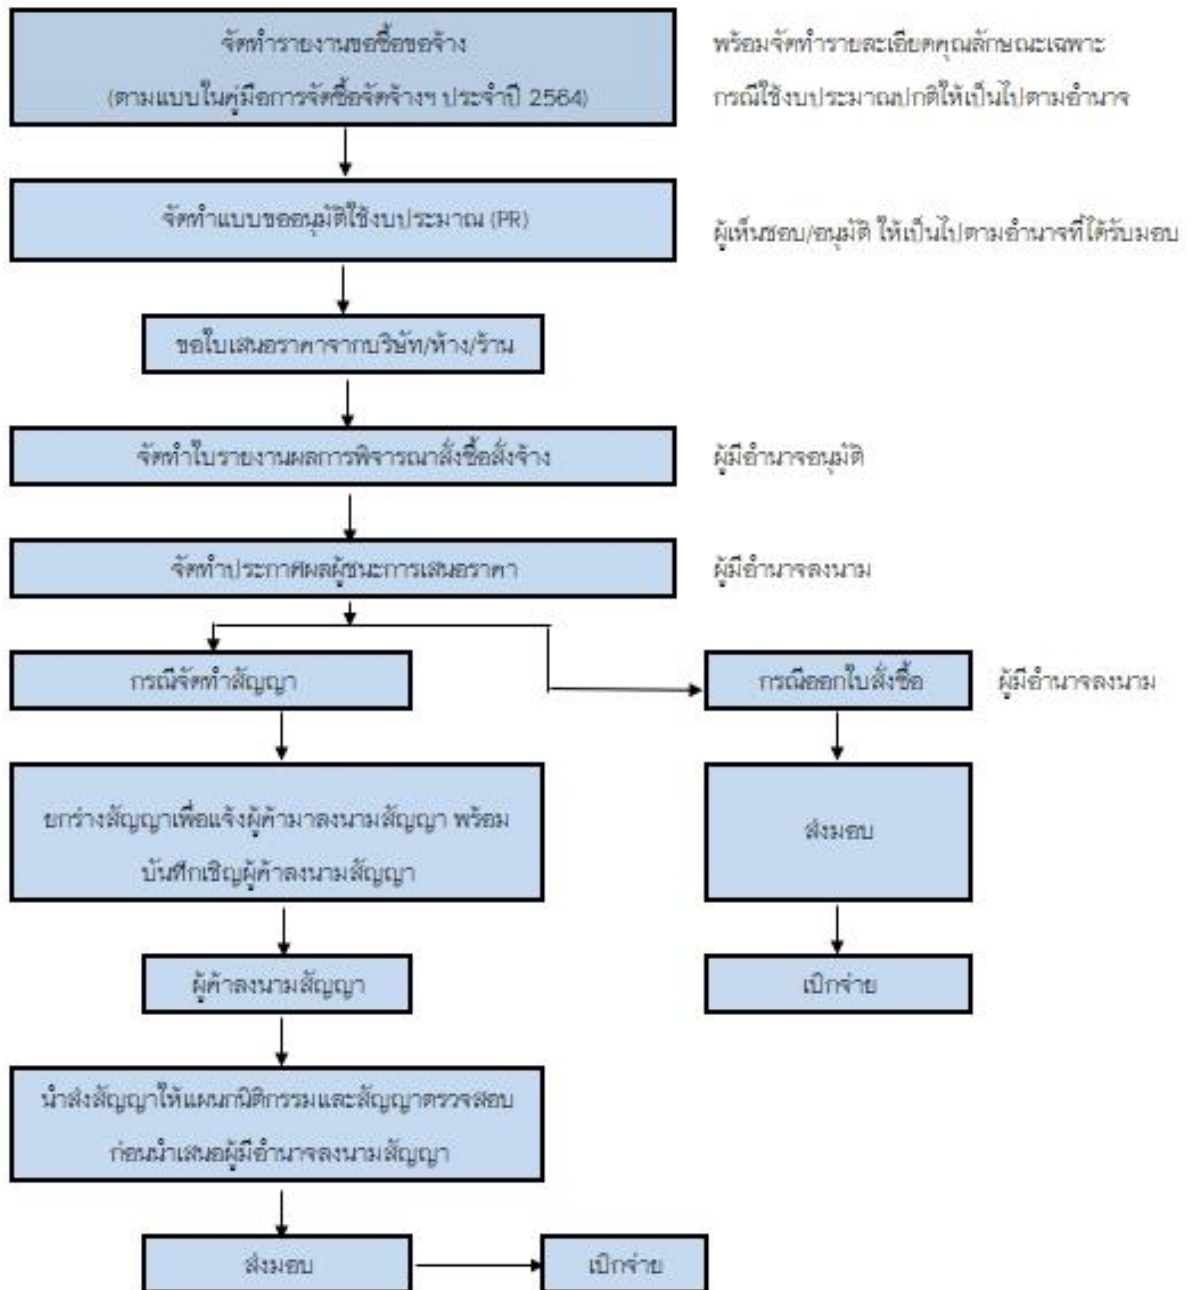 จัดทำรายงานขอซื้อขอจ้าง
(ตามแบบในคู่มือการจัดซื้อจัดจ้างฯ ประจำปี 2564)
พร้อมจัดทำรายละเอียดคุณลักษณะเฉพาะ
กรณีใช้งบประมาณปกติให้เป็นไปตามอำนาจ
จัดทำแบบขออนุมัติใช้งบประมาณ (PR)
ผู้เห็นชอบ/อนุมัติ ให้เป็นไปตามอำนาจที่ได้รับมอบ
ขอใบเสนอราคาจากบริษัท/ห้าง/ร้าน
จัดทำใบรายงานผลการพิจารณาสั่งซื้อสั่งจ้าง
ผู้มีอำนาจอนุมัติ
จัดทำประกาศผลผู้ชนะการเสนอราคา
ผู้มีอำนาจลงนาม
กรณีจัดทำสัญญา
กรณีออกใบสั่งซื้อ
ผู้มีอำนาจลงนาม
ยกร่างสัญญาเพื่อแจ้งผู้ค้ามาลงนามสัญญา พร้อม
บันทึกเชิญผู้ค้าลงนามสัญญา
ส่งมอบ
ผู้ค้าลงนามสัญญา
เบิกจ่าย
นำส่งสัญญาให้แผนกนิติกรรมและสัญญาตรวจสอบ
ก่อนนำเสนอผู้มีอำนาจลงนามสัญญา
ส่งมอบ
เบิกจ่าย